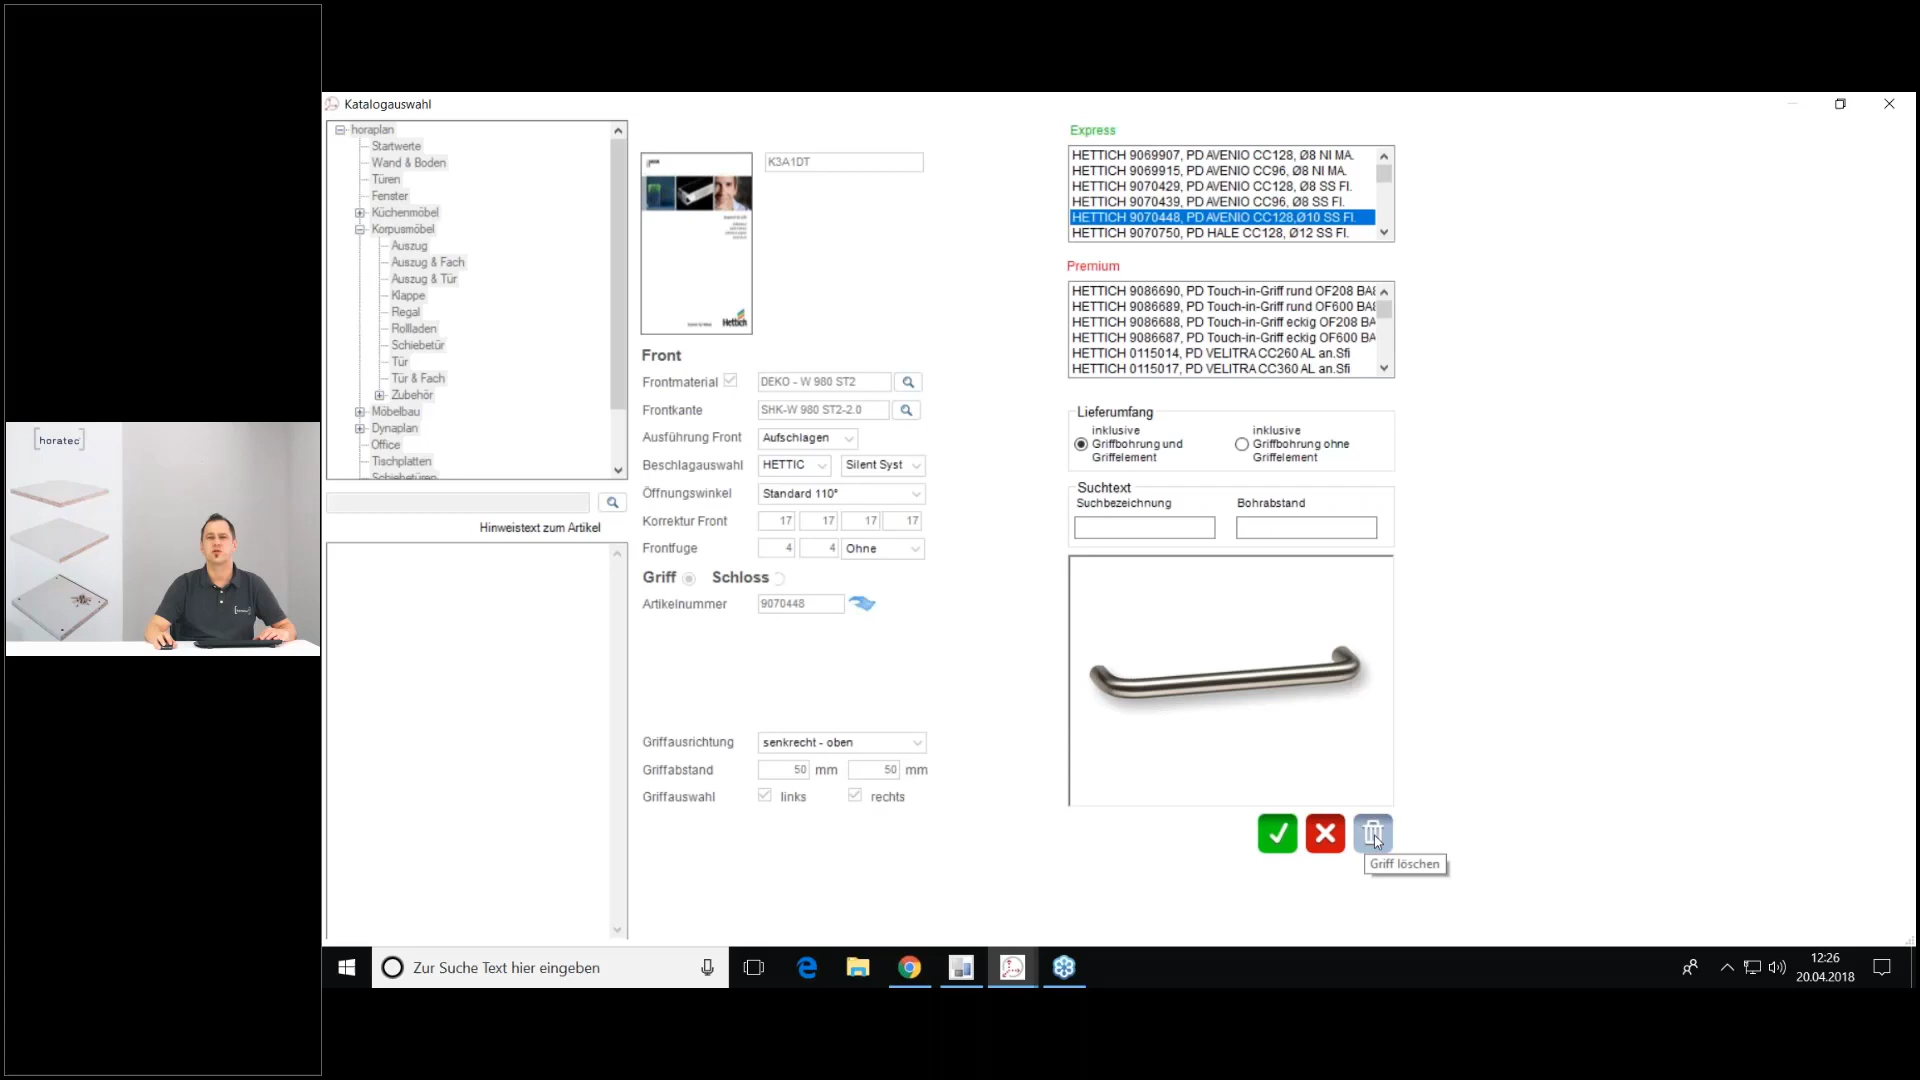 Katalogauswahl
horaplan
Startwerte
Wand & Boden
Türen
Fenster
Küchenmöbel
Korpusmöbel
Auszug
Auszug & Fach
Auszug & Tür
Klappe
Regal
Rollladen
Schiebetür
Tür
Tür & Fach
Zubehör
Möbelbau
Dynaplan
Office
Tischplatten
Schiebetüren
Hinweistext zum Artikel
[horatec]
K3A1DT
Hettich
Front
Frontmaterial DEKO - W 980 ST2
Frontkante SHK-W 980 ST2-2.0
Ausführung Front Aufschlagen
Beschlagauswahl HETTIC Silent Syst
Öffnungswinkel Standard 110°
Korrektur Front 17 17 17 17
Frontfuge 4 4 Ohne
Griff Schloss
Artikelnummer 9070448
Griffausrichtung senkrecht - oben
Griffabstand 50 mm 50 mm
Griffauswahl links rechts
Express
HETTICH 9069907, PD AVENIO CC128, Ø8 NI MA.
HETTICH 9069915, PD AVENIO CC96, Ø8 NI MA.
HETTICH 9070429, PD AVENIO CC128, Ø8 SS FI.
HETTICH 9070439, PD AVENIO CC96, Ø8 SS FI.
HETTICH 9070448, PD AVENIO CC128,Ø10 SS FI.
HETTICH 9070750, PD HALE CC128, Ø12 SS FI.
Premium
HETTICH 9086690, PD Touch-in-Griff rund OF208 BA
HETTICH 9086689, PD Touch-in-Griff rund OF600 BA
HETTICH 9086688, PD Touch-in-Griff eckig OF208 BA
HETTICH 9086687, PD Touch-in-Griff eckig OF600 BA
HETTICH 0115014, PD VELITRA CC260 AL an.Sfi
HETTICH 0115017, PD VELITRA CC360 AL an.Sfi
Lieferumfang
inklusive
Griffbohrung und
Griffelement
inklusive
Griffbohrung ohne
Griffelement
Suchtext
Suchbezeichnung Bohrabstand
Griff löschen
Zur Suche Text hier eingeben
12:26
20.04.2018